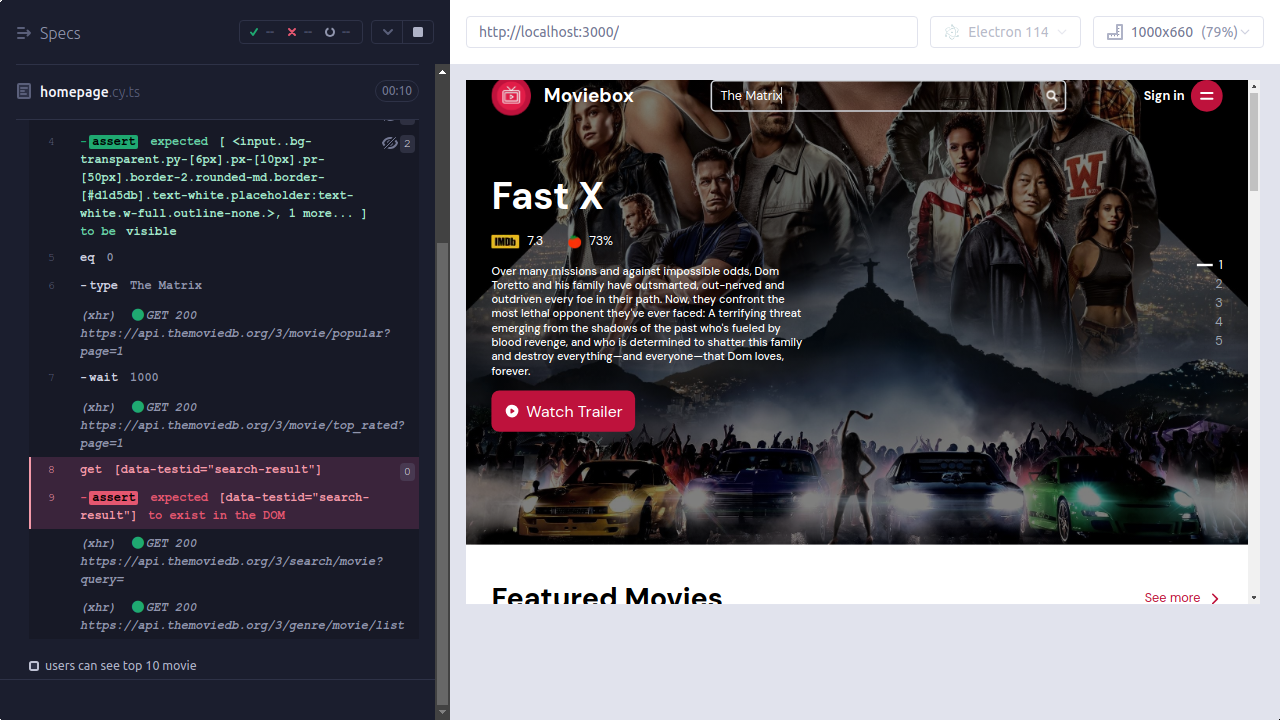 Specs
--
--
--
homepage.cy.ts
00:10
4
-assert expected [ <input..bg-
transparent.py-[6px].px-[10px].pr-
[50px].border-2.rounded-md.border-
[#d1d5db].text-white.placeholder:text-
white.w-full.outline-none.>, 1 more... ]
to be visible
2
5 eq 0
6 -type The Matrix
(xhr) GET 200
https://api.themoviedb.org/3/movie/popular?
page=1
7 -wait 1000
(xhr) GET 200
https://api.themoviedb.org/3/movie/top_rated?
page=1
8 get [data-testid="search-result"] 0
9 -assert expected [data-testid="search-
result"] to exist in the DOM
(xhr) GET 200
https://api.themoviedb.org/3/search/movie?
query=
(xhr) GET 200
https://api.themoviedb.org/3/genre/movie/list
users can see top 10 movie
http://localhost:3000/
Electron 114
1000x660 (79%)
Moviebox
The Matrix
Sign in
Fast X
IMDb 7.3 73%
Over many missions and against impossible odds, Dom
Toretto and his family have outsmarted, out-nerved and
outdriven every foe in their path. Now, they confront the
most lethal opponent they've ever faced: A terrifying threat
emerging from the shadows of the past who's fueled by
blood revenge, and who is determined to shatter this family
and destroy everything—and everyone—that Dom loves,
forever.
Watch Trailer
1
2
3
4
5
W
Featured Movies
See more